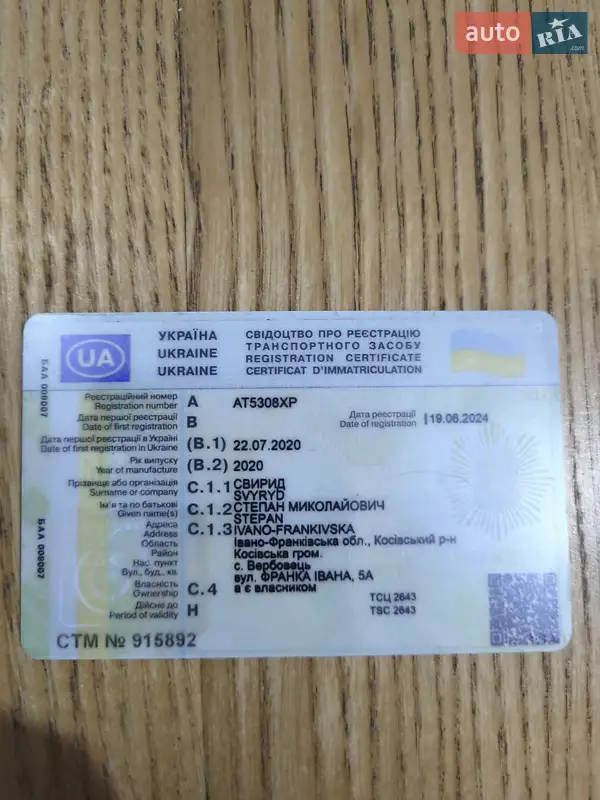 auto RIA .com
УКРАЇНА СВІДОЦТВО ПРО РЕЄСТРАЦІЮ
UKRAINE ТРАНСПОРТНОГО ЗАСОБУ
UKRAINE REGISTRATION CERTIFICATE
CERTIFICAT D'IMMATRICULATION
UA
БАА 008007
Реєстраційний номер
Registration number A AT5308XP
Дата першої реєстрації
Date of first registration B
Дата реєстрації
Date of registration I 19.06.2024
Дата першої реєстрації в Україні
Date of first registration in Ukraine (B.1) 22.07.2020
Рік випуску
Year of manufacture (B.2) 2020
Прізвище або організація
Surname or company C.1.1 СВИРИД
SVYRYD
Ім'я та по батькові
Given name(s) C.1.2 СТЕПАН МИКОЛАЙОВИЧ
STEPAN
Адреса
Address C.1.3 IVANO-FRANKIVSKA
Область Івано-Франківська обл., Косівський р-н
Район Косівська гром.
Нас. пункт с. Вербовець
Вул., буд., кв. вул. ФРАНКА ІВАНА, 5А
Власність
Ownership C.4 а є власником
ТСЦ 2643
Дійсне до
Period of validity H
TSC 2643
БАА 008007
СТМ № 915892